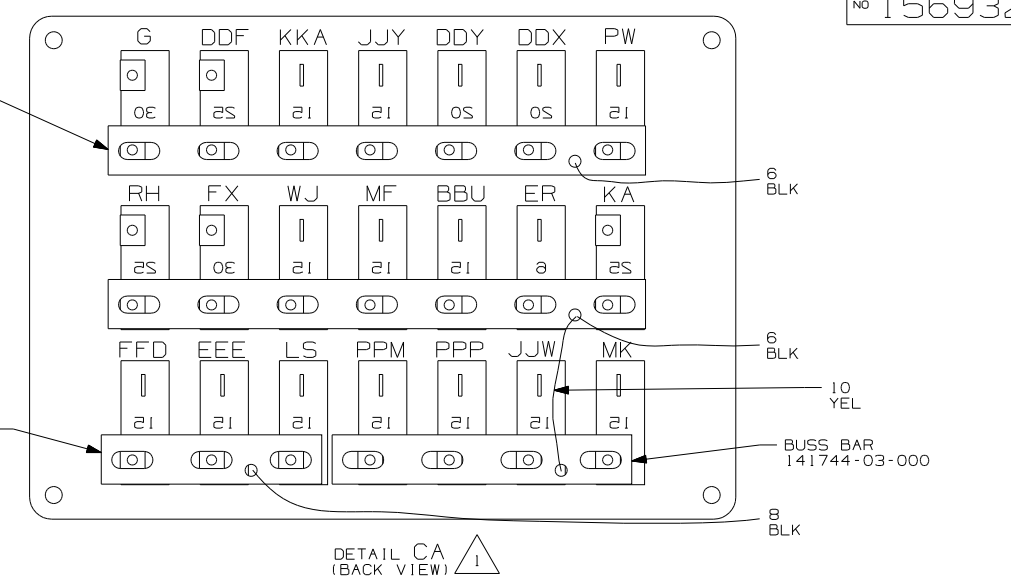 NO 156932
G DDF KKA JJY DDY DDX PW
30 25 15 15 20 20 15
6
BLK
RH FX WJ MF BBU ER KA
25 30 15 15 15 6 25
6
BLK
FFD EEE LS PPM PPP JJW MK
15 15 15 15 15 15 15
10
YEL
BUSS BAR
141744-03-000
8
BLK
DETAIL CA 1
(BACK VIEW)